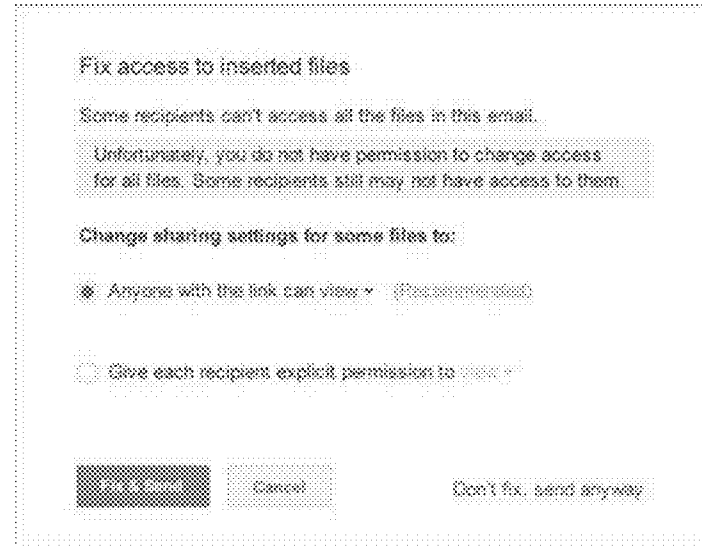 Fix access to inserted files
Some recipients can't access all the files in this email.
Unfortunately, you do not have permission to change access
for all files. Some recipients still may not have access to them.
Change sharing settings for some files to:
Anyone with the link can view (Recommended)
Give each recipient explicit permission to view
Cancel
Don't fix, send anyway